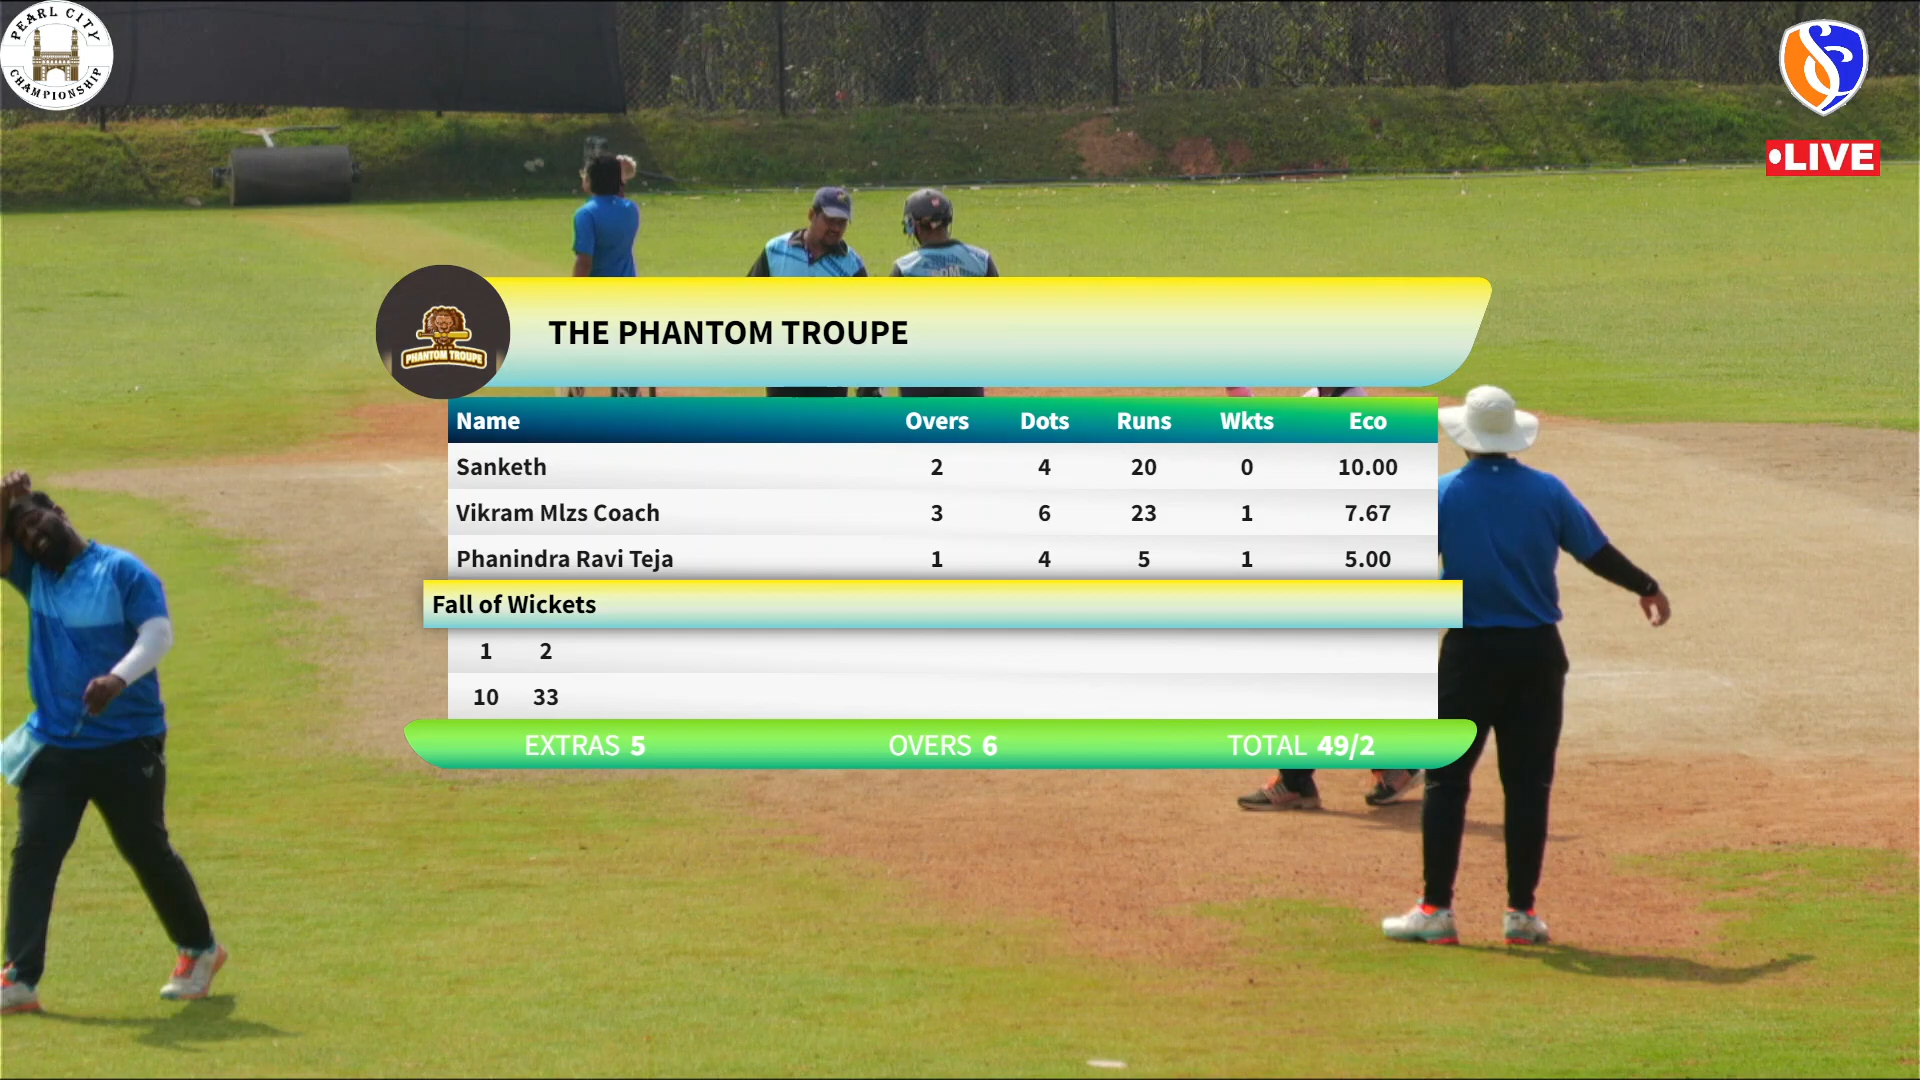 PEARL CITY
CHAMPIONSHIP
LIVE
THE PHANTOM TROUPE
PHANTOM TROUPE
Name Overs Dots Runs Wkts Eco
Sanketh 2 4 20 0 10.00
Vikram Mlzs Coach 3 6 23 1 7.67
Phanindra Ravi Teja 1 4 5 1 5.00
Fall of Wickets
1 2
10 33
EXTRAS 5 OVERS 6 TOTAL 49/2